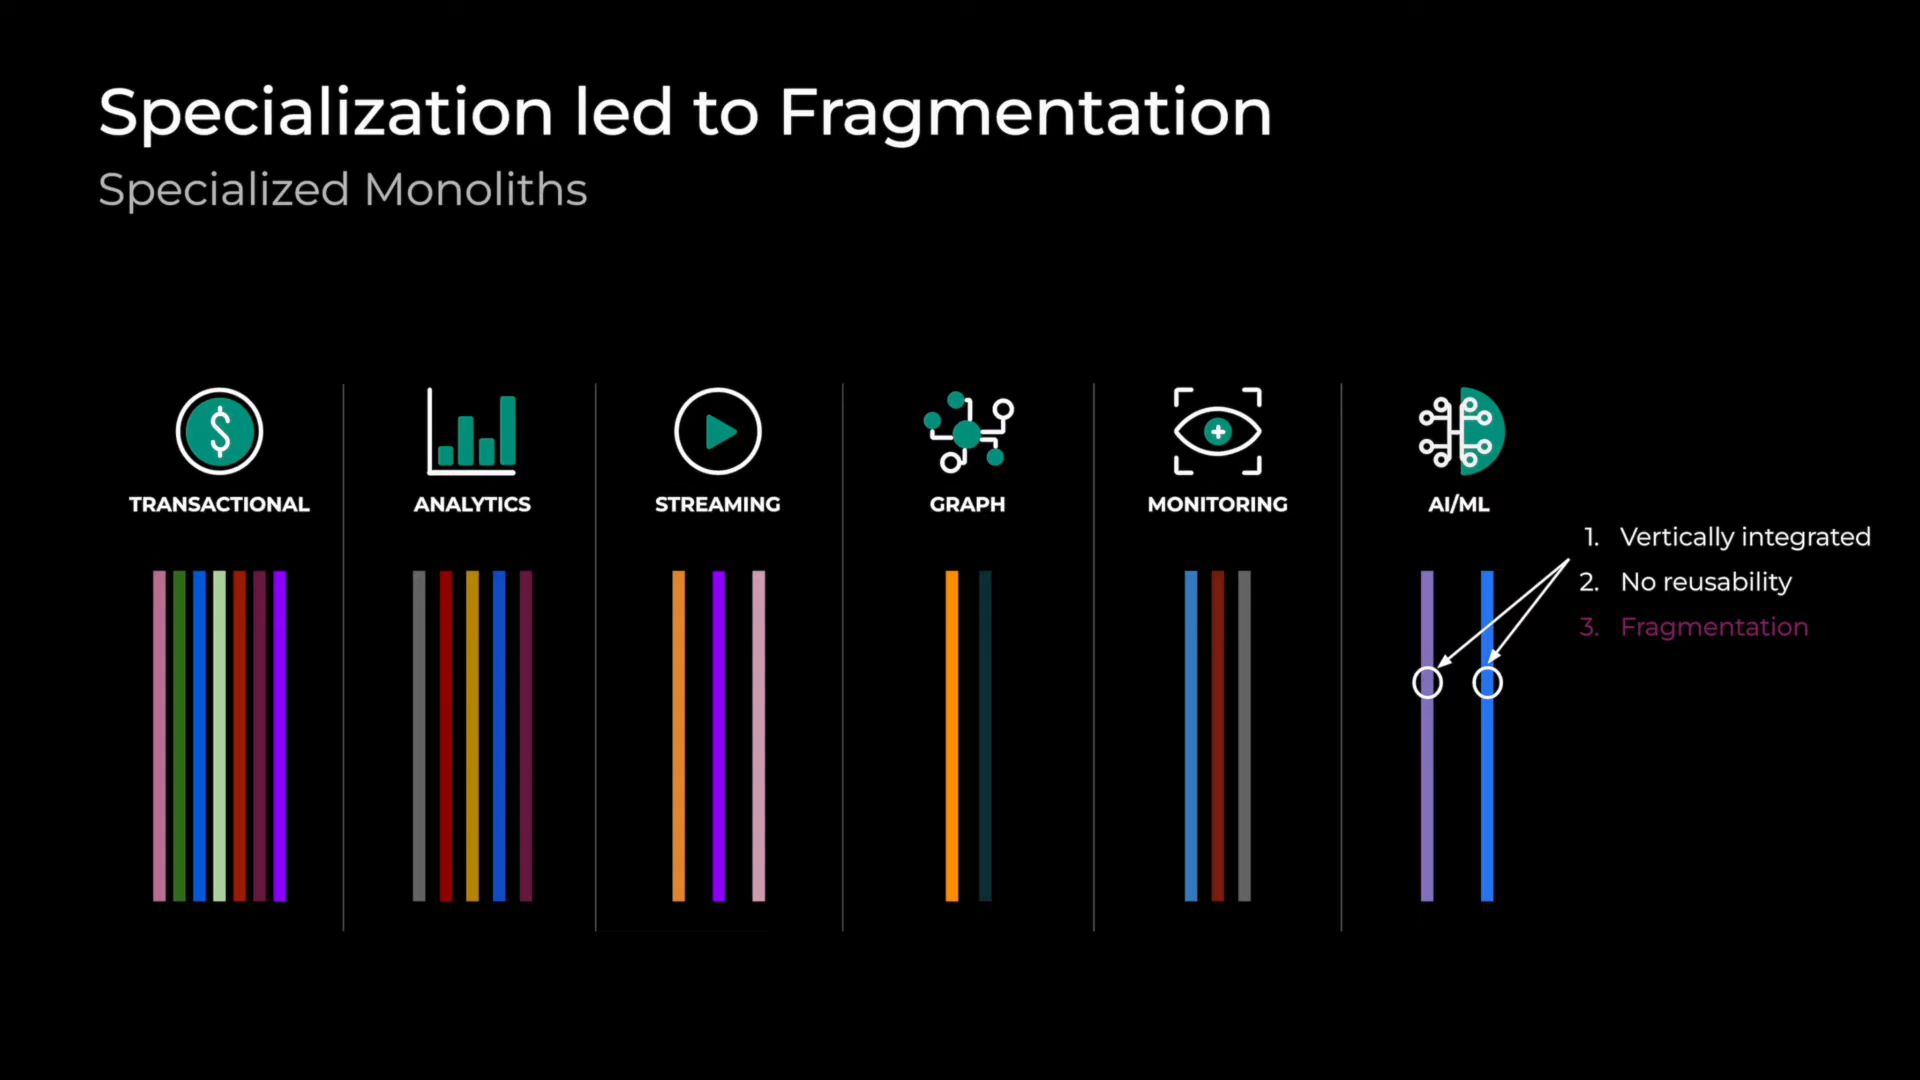 Specialization led to Fragmentation
Specialized Monoliths
$
TRANSACTIONAL
ANALYTICS
STREAMING
GRAPH
MONITORING
AI/ML
1. Vertically integrated
2. No reusability
3. Fragmentation